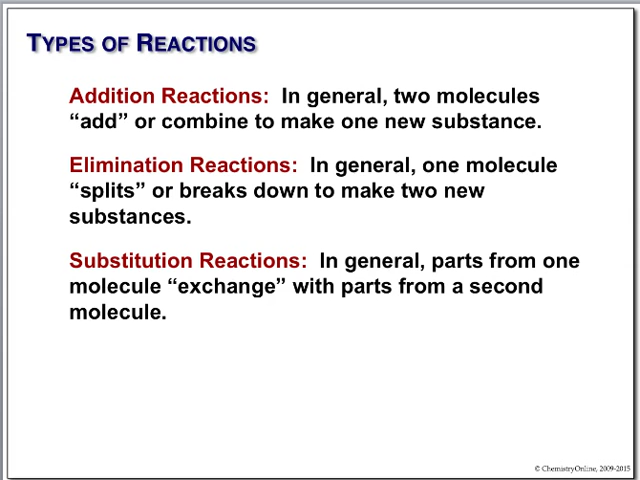 TYPES OF REACTIONS
Addition Reactions: In general, two molecules
“add” or combine to make one new substance.
Elimination Reactions: In general, one molecule
“splits” or breaks down to make two new
substances.
Substitution Reactions: In general, parts from one
molecule “exchange” with parts from a second
molecule.
© ChemistryOnline, 2009-2015